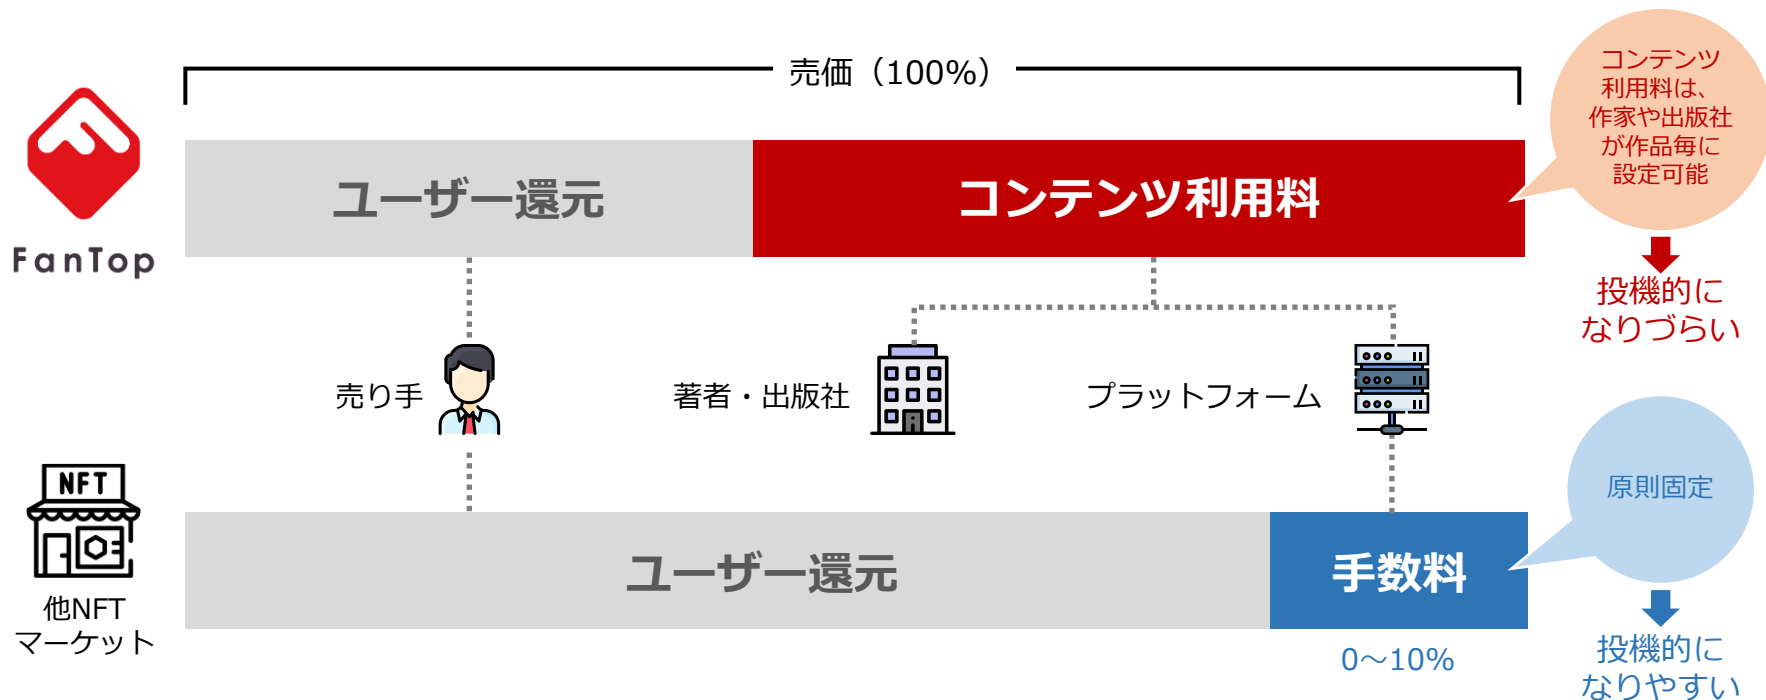 売価（100%）
コンテンツ
利用料は、
作家や出版社
が作品毎に
設定可能
FanTop
ユーザー還元
コンテンツ利用料
投機的に
なりづらい
売り手
著者・出版社
プラットフォーム
NFT
他NFT
マーケット
ユーザー還元
手数料
0～10%
原則固定
投機的に
なりやすい